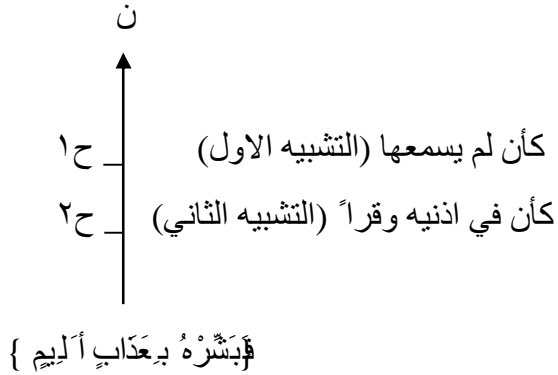 ن
كأن لم يسمعها (التشبيه الاول) _ ح١
كأن في اذنيه وقرا ً (التشبيه الثاني) _ ح٢
{فَبَشِّرْهُ بِعَذَابٍ أَلِيمٍ }